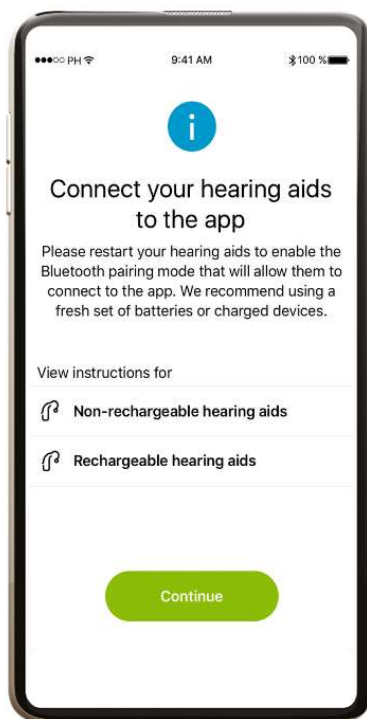 PH
9:41 AM
100 %
i
Connect your hearing aids
to the app
Please restart your hearing aids to enable the
Bluetooth pairing mode that will allow them to
connect to the app. We recommend using a
fresh set of batteries or charged devices.
View instructions for
Non-rechargeable hearing aids
Rechargeable hearing aids
Continue